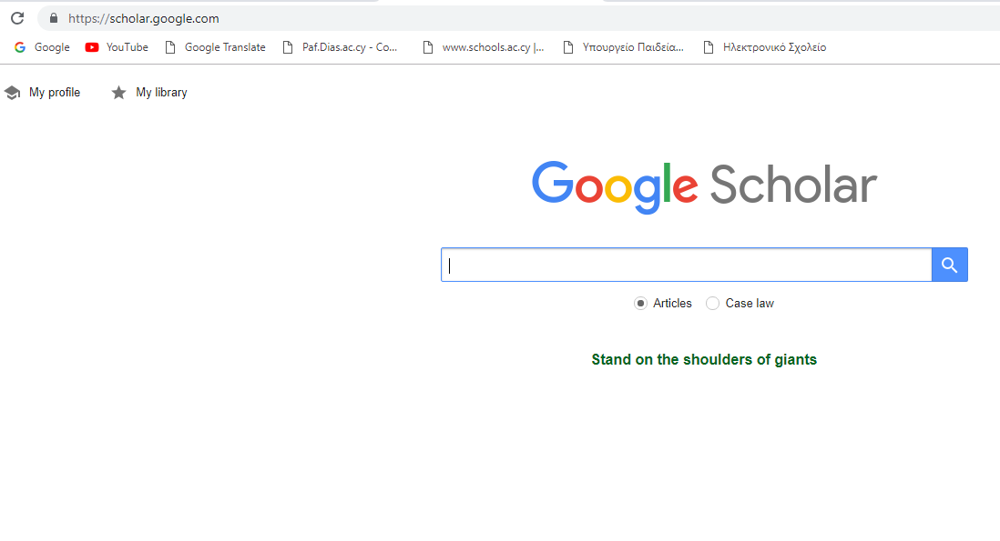 https://scholar.google.com
Google YouTube Google Translate Paf.Dias.ac.cy - Co... www.schools.ac.cy |... Υπουργείο Παιδεία... Ηλεκτρονικό Σχολείο
My profile My library
Google Scholar
Articles Case law
Stand on the shoulders of giants